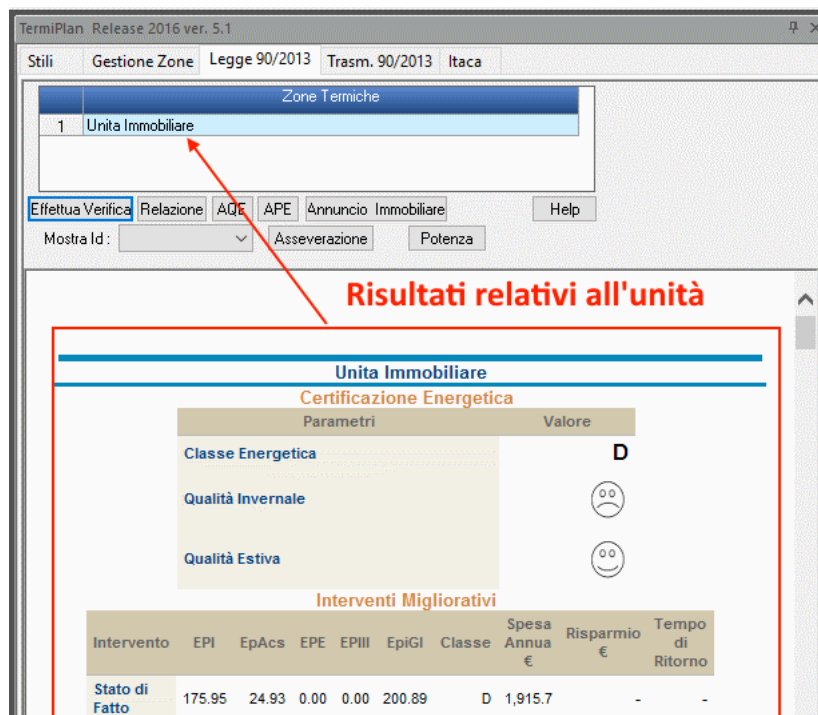 TermiPlan Release 2016 ver. 5.1
Stili Gestione Zone Legge 90/2013 Trasm. 90/2013 Itaca
Zone Termiche
1 Unita Immobiliare
Effettua Verifica Relazione AQE APE Annuncio Immobiliare Help
Mostra Id : Asseverazione Potenza
Risultati relativi all'unità
Unita Immobiliare
Certificazione Energetica
Parametri Valore
Classe Energetica D
Qualità Invernale
Qualità Estiva
Interventi Migliorativi
Intervento EPI EpAcs EPE EPIII EpiGl Classe Spesa Annua € Risparmio € Tempo di Ritorno
Stato di Fatto 175.95 24.93 0.00 0.00 200.89 D 1,915.7 - -